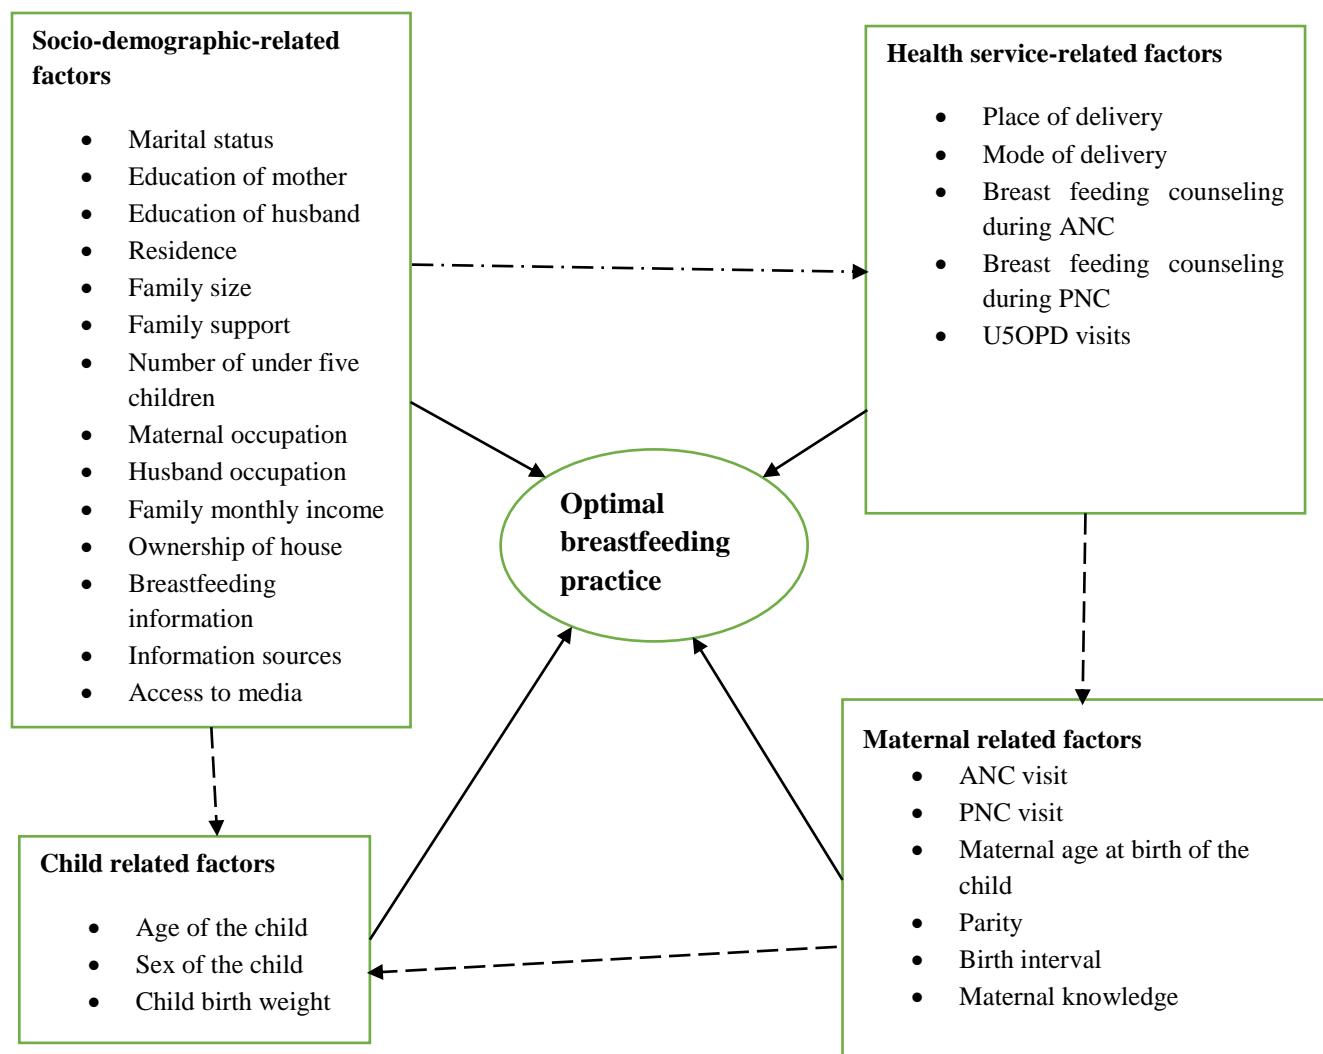 Socio-demographic-related
factors
• Marital status
• Education of mother
• Education of husband
• Residence
• Family size
• Family support
• Number of under five
children
• Maternal occupation
• Husband occupation
• Family monthly income
• Ownership of house
• Breastfeeding
information
• Information sources
• Access to media
Health service-related factors
• Place of delivery
• Mode of delivery
• Breast feeding counseling
during ANC
• Breast feeding counseling
during PNC
• U5OPD visits
Optimal
breastfeeding
practice
Child related factors
• Age of the child
• Sex of the child
• Child birth weight
Maternal related factors
• ANC visit
• PNC visit
• Maternal age at birth of the
child
• Parity
• Birth interval
• Maternal knowledge